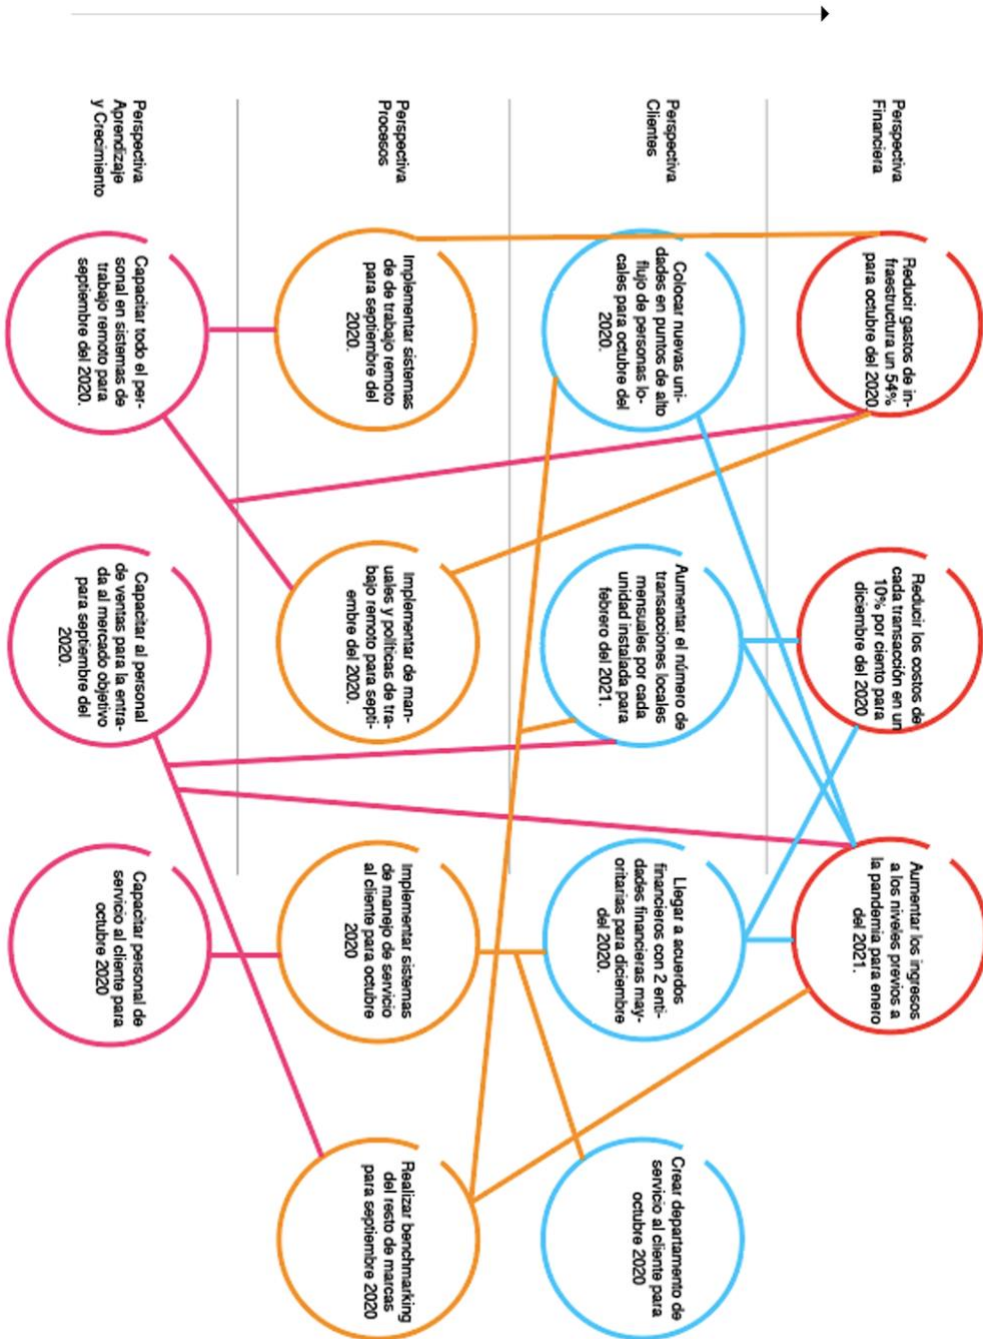 Perspectiva
Financiera
Reducir gastos de in-
fraestructura un 54%
para octubre del 2020
Reducir los costos de
cada transacción en un
10% por ciento para
diciembre del 2020
Aumentar los ingresos
a los niveles previos a
la pandemia para enero
del 2021.
Perspectiva
Clientes
Colocar nuevas uni-
dades en puntos de alto
flujo de personas lo-
cales para octubre del
2020.
Aumentar el número de
transacciones locales
mensuales por cada
unidad instalada para
febrero del 2021.
Llegar a acuerdos
financieros con 2 enti-
dades financieras may-
oritarias para diciembre
del 2020.
Crear departamento de
servicio al cliente para
octubre 2020
Perspectiva
Procesos
Implementar sistemas
de de trabajo remoto
para septiembre del
2020.
Implementar de man-
uales y políticas de tra-
bajo remoto para septi-
embre del 2020.
Implementar sistemas
de manejo de servicio
al cliente para octubre
2020
Realizar benchmarking
del resto de marcas
para septiembre 2020
Perspectiva
Aprendizaje
y Crecimiento
Capacitar todo el per-
sonal en sistemas de
trabajo remoto para
septiembre del 2020.
Capacitar al personal
de ventas para la entra-
da al mercado objetivo
para septiembre del
2020.
Capacitar personal de
servicio al cliente para
octubre 2020